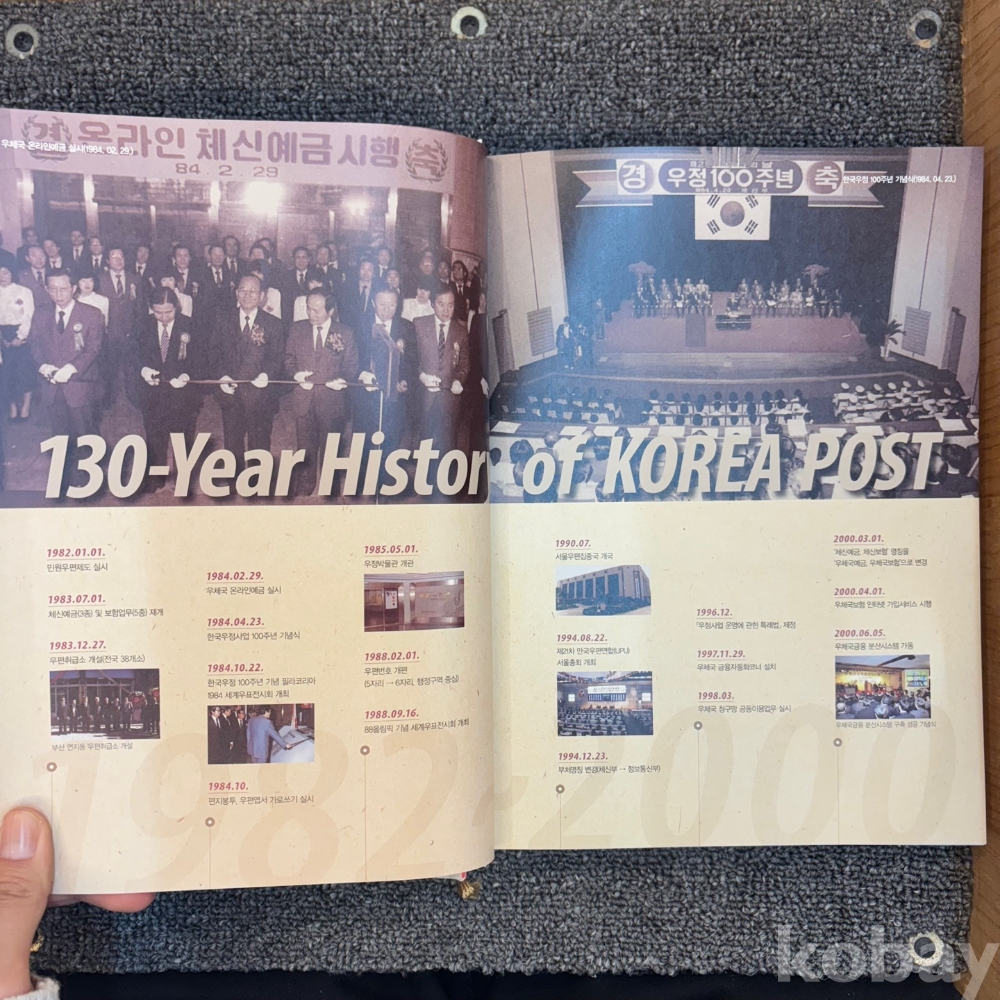 경 온라인 체신예금시행 축
84. 2. 29
우체국 온라인예금 실시(1984. 02. 29.)
경 우정100주년 축
한국우정 100주년 기념식(1984. 04. 23.)
130-Year Histor of KOREA POST
1982.01.01.
민원우편제도 실시
1983.07.01.
체신예금(3종) 및 보험업무(5종) 재개
1983.12.27.
우편취급소 개설(전국 38개소)
부산 연지동 우편취급소 개설
1984.02.29.
우체국 온라인예금 실시
1984.04.23.
한국우정사업 100주년 기념식
1984.10.22.
한국우정 100주년 기념 필라코리아
1984 세계우표전시회 개최
1984.10.
편지봉투, 우편엽서 가로쓰기 실시
1985.05.01.
우정박물관 개관
1988.02.01.
우편번호 개편
(5자리 → 6자리, 행정구역 중심)
1988.09.16.
88올림픽 기념 세계우표전시회 개최
1982-2000
1990.07.
서울우편집중국 개국
1994.08.22.
제21차 만국우편연합(UPU)
서울총회 개최
1994.12.23.
부처명칭 변경(체신부 → 정보통신부)
1996.12.
「우정사업 운영에 관한 특례법」 제정
1997.11.29.
우체국 금융자동화코너 설치
1998.03.
우체국 창구망 공동이용업무 실시
2000.03.01.
'체신예금, 체신보험' 명칭을
'우체국예금, 우체국보험'으로 변경
2000.04.01.
우체국보험 인터넷 가입서비스 시행
2000.06.05.
우체국금융 분산시스템 가동
우체국금융 분산시스템 구축 성공 기념식
kobay